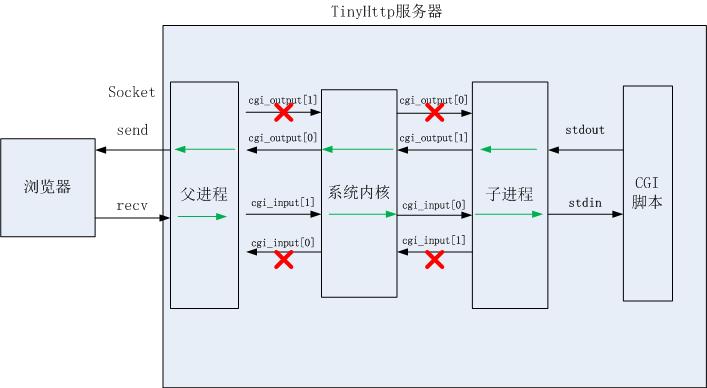 TinyHttp服务器
Socket
cgi_output[1]
cgi_output[0]
send
cgi_output[0]
cgi_output[1]
stdout
浏览器
父进程
系统内核
子进程
CGI
脚本
recv
cgi_input[1]
cgi_input[0]
stdin
cgi_input[0]
cgi_input[1]